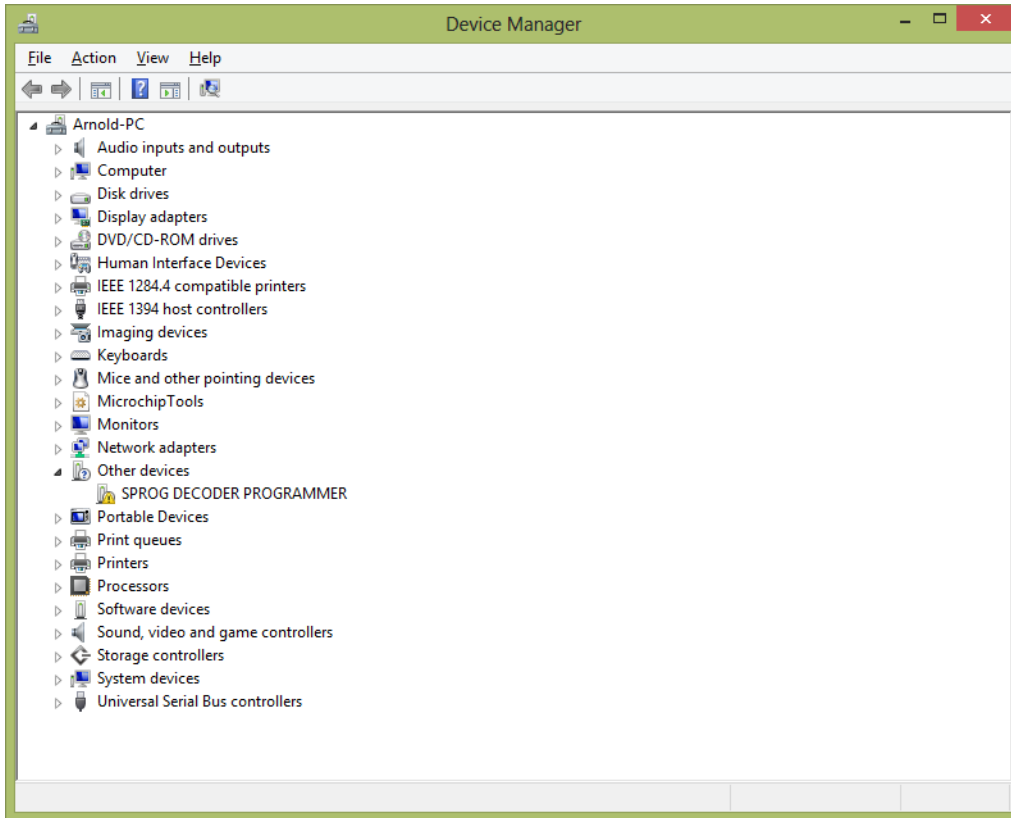 Device Manager
File Action View Help
Arnold-PC
Audio inputs and outputs
Computer
Disk drives
Display adapters
DVD/CD-ROM drives
Human Interface Devices
IEEE 1284.4 compatible printers
IEEE 1394 host controllers
Imaging devices
Keyboards
Mice and other pointing devices
MicrochipTools
Monitors
Network adapters
Other devices
SPROG DECODER PROGRAMMER
Portable Devices
Print queues
Printers
Processors
Software devices
Sound, video and game controllers
Storage controllers
System devices
Universal Serial Bus controllers